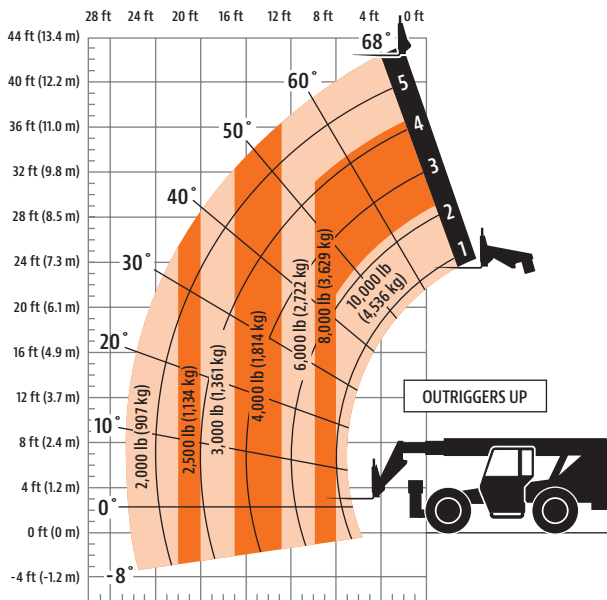 28 ft 24 ft 20 ft 16 ft 12 ft 8 ft 4 ft 0 ft
44 ft (13.4 m)
40 ft (12.2 m)
36 ft (11.0 m)
32 ft (9.8 m)
28 ft (8.5 m)
24 ft (7.3 m)
20 ft (6.1 m)
16 ft (4.9 m)
12 ft (3.7 m)
8 ft (2.4 m)
4 ft (1.2 m)
0 ft (0 m)
-4 ft (-1.2 m)
68°
60°
50°
40°
30°
20°
10°
0°
-8°
5
4
3
2
1
2,000 lb (907 kg)
2,500 lb (1,134 kg)
3,000 lb (1,361 kg)
4,000 lb (1,814 kg)
6,000 lb (2,722 kg)
8,000 lb (3,629 kg)
10,000 lb
(4,536 kg)
OUTRIGGERS UP